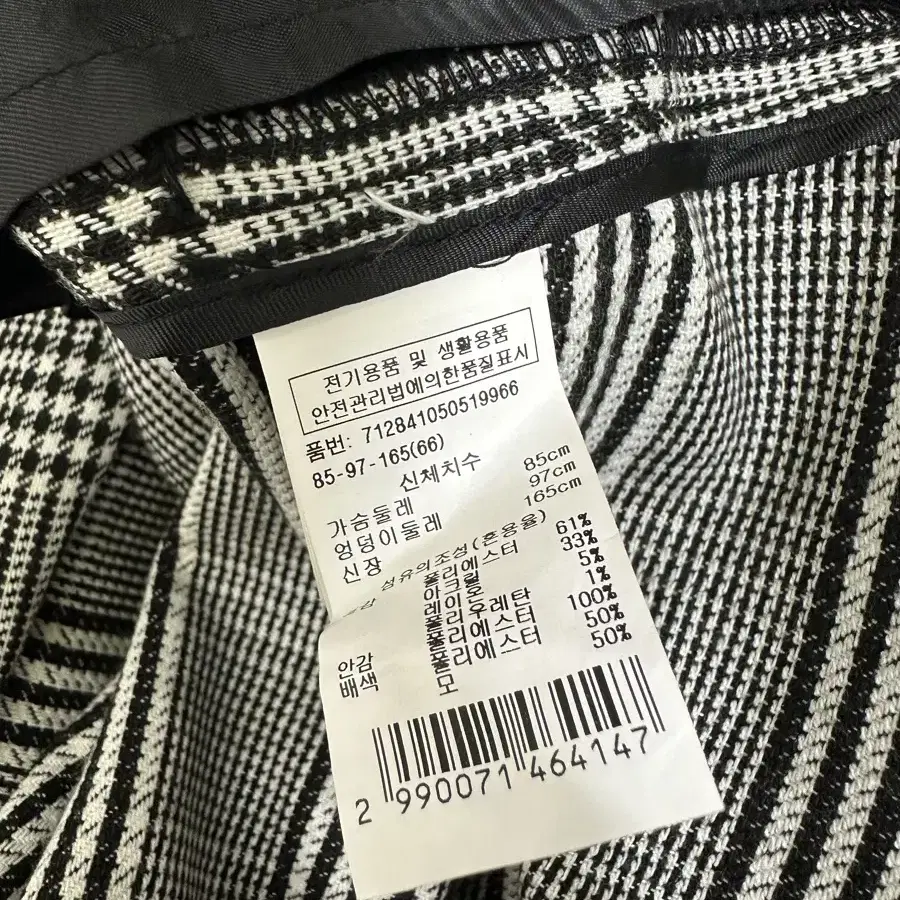 전기용품 및 생활용품
안전관리법에의한품질표시
품번: 712841050519966
85-97-165(66)
신체치수
가슴둘레 85cm
엉덩이둘레 97cm
신장 165cm
섬유의조성(혼용율)
폴리에스터 61%
아크릴 33%
레이온 5%
폴리우레탄 1%
안감 폴리에스터 100%
배색 폴리에스터 50%
모 50%
2 990071 464147